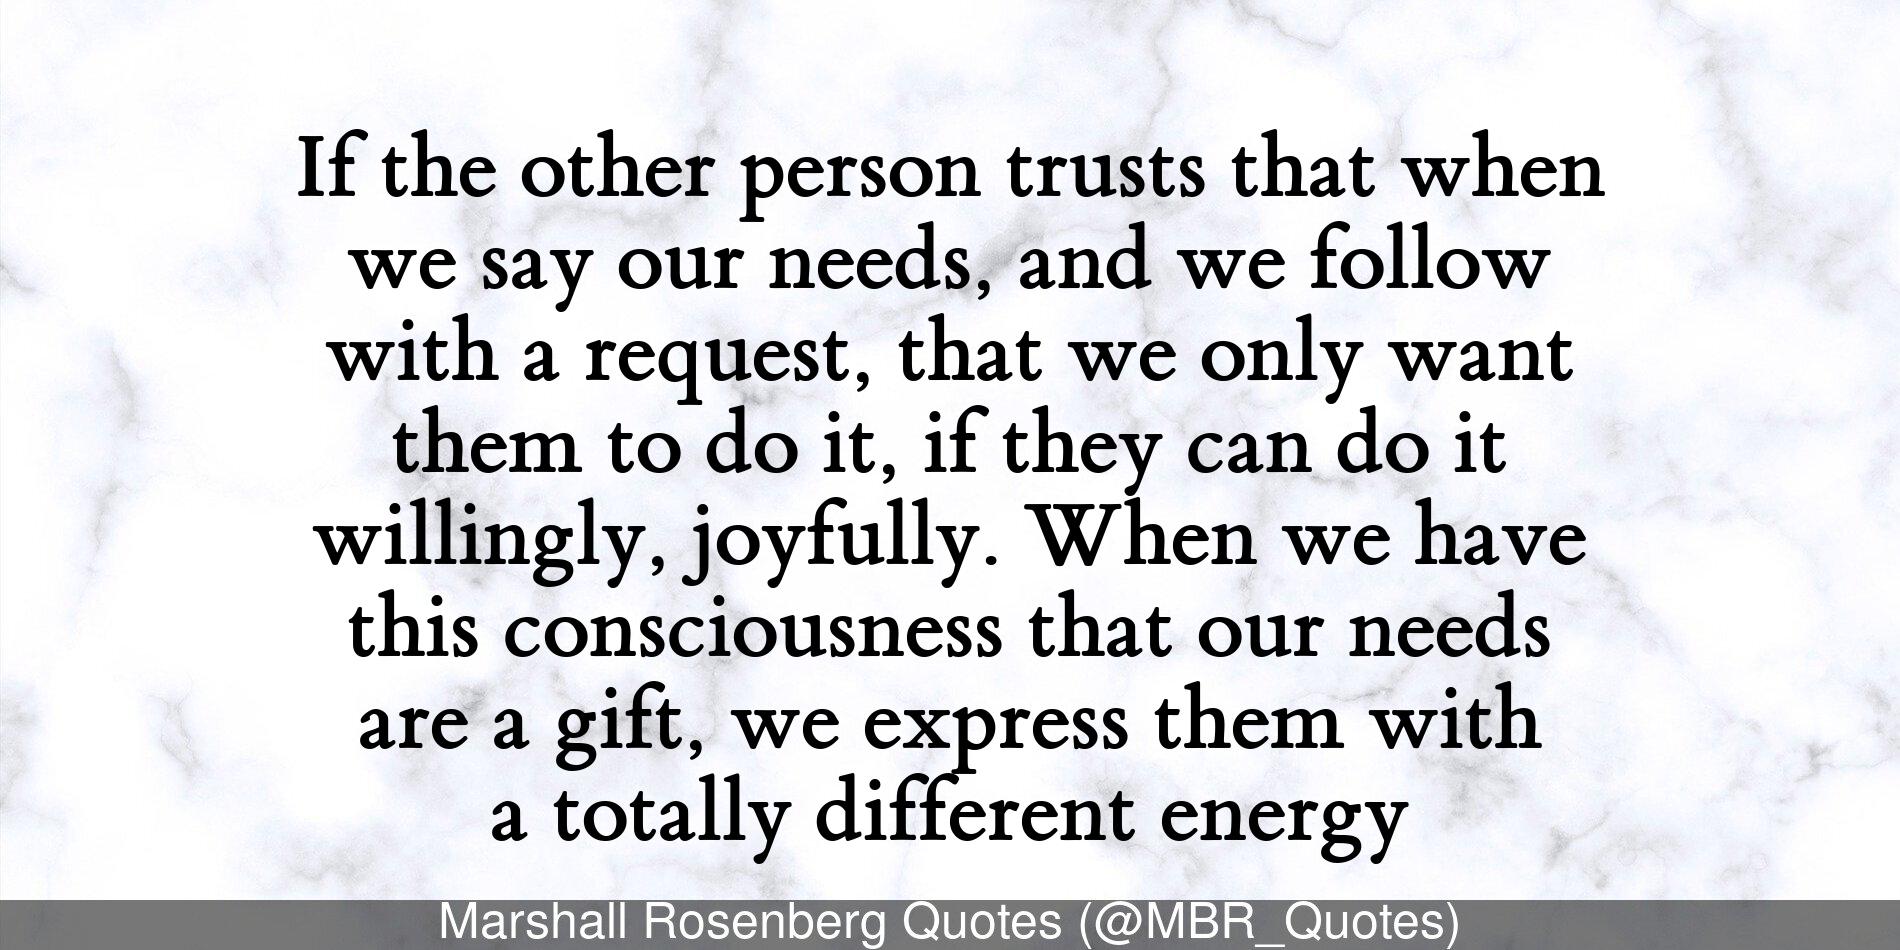 If the other person trusts that when
we say our needs, and we follow
with a request, that we only want
them to do it, if they can do it
willingly, joyfully. When we have
this consciousness that our needs
are a gift, we express them with
a totally different energy
Marshall Rosenberg Quotes (@MBR_Quotes)